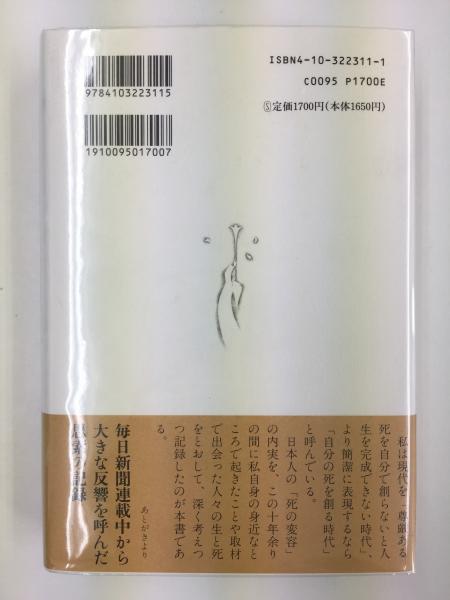 ISBN4-10-322311-1
C0095 P1700E
Ⓢ定価1700円(本体1650円)
9784103223115
1910095017007
私は現代を「尊厳ある
死を自分で創らないと人
生を完成できない時代」、
より簡潔に表現するなら
「自分の死を創る時代」
と呼んでいる。
日本人の「死の変容」
の内実を、この十年余り
の間に私自身の身近なと
ころで起きたことや取材
で出会った人々の生と死
をとおして、深く考えつ
つ記録したのが本書であ
る。
あとがきより
毎日新聞連載中から
大きな反響を呼んだ
思索の記録